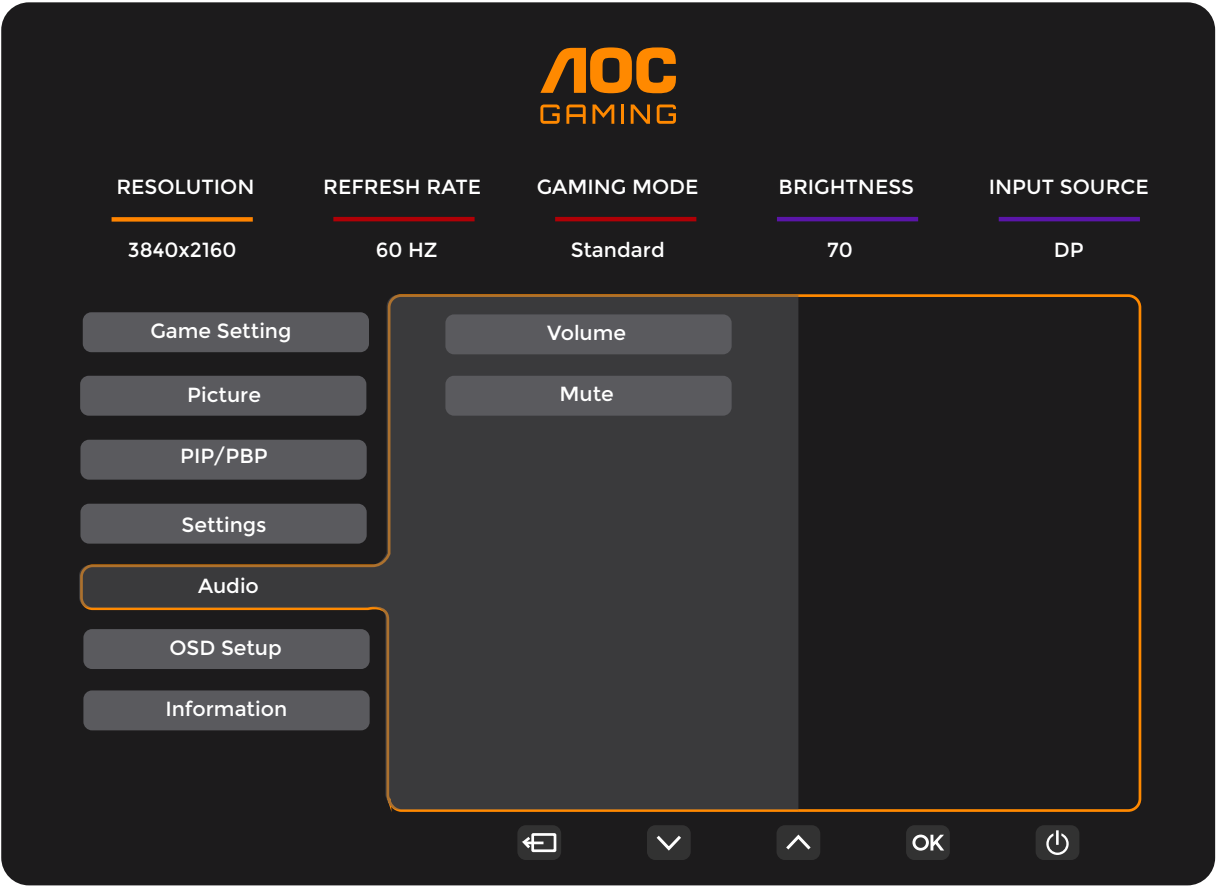 AOC
GAMING
RESOLUTION REFRESH RATE GAMING MODE BRIGHTNESS INPUT SOURCE
3840x2160 60 HZ Standard 70 DP
Game Setting
Volume
Picture
Mute
PIP/PBP
Settings
Audio
OSD Setup
Information
OK